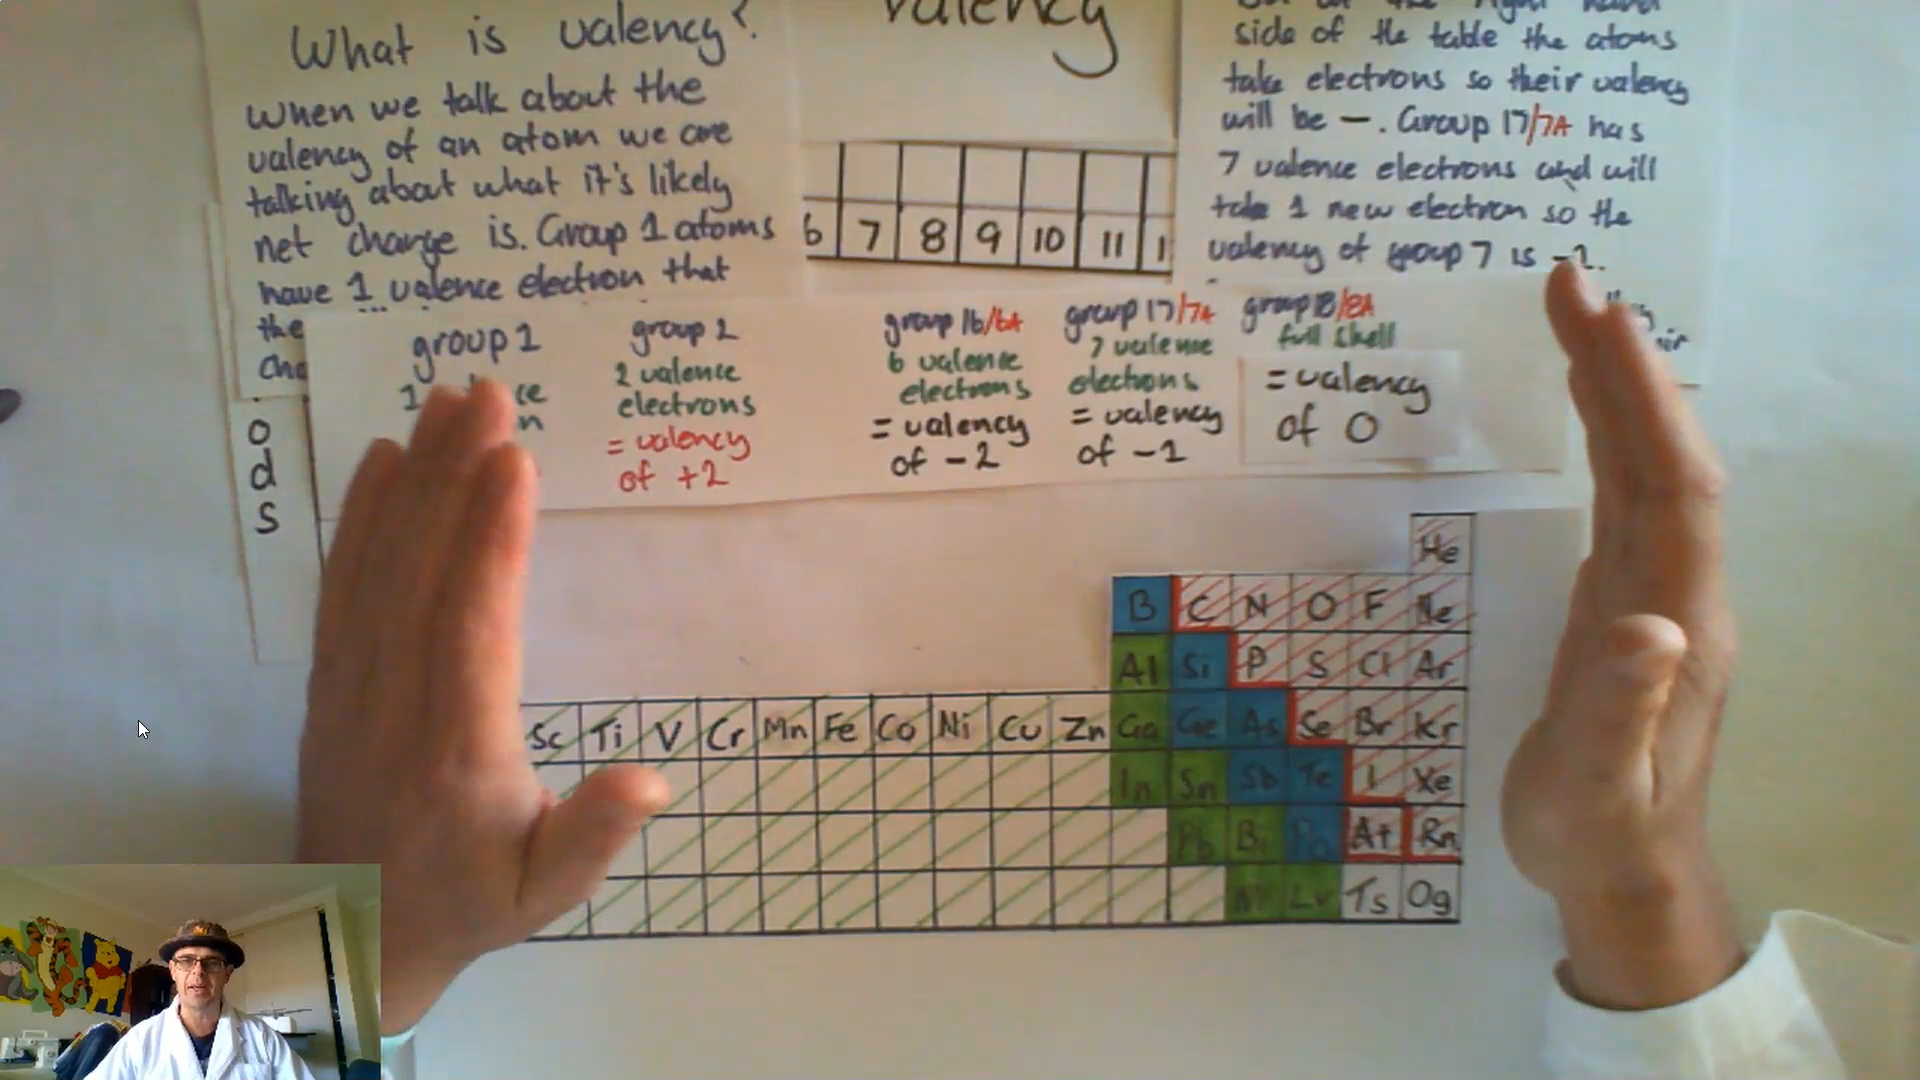 What is valency?
When we talk about the
valency of an atom we are
talking about what it's likely
net charge is. Group 1 atoms
have 1 valence electron that
the
valency
side of the table the atoms
take electrons so their valency
will be -. Group 17/7A has
7 valence electrons and will
take 1 new electron so the
valency of group 7 is -1.
6 7 8 9 10 11 1
o
d
s
group 1
1
group 2
2 valence
electrons
= valency
of +2
group 16/6A
6 valence
electrons
= valency
of -2
group 17/7A
7 valence
electrons
= valency
of -1
group 18/8A
full shell
= valency
of 0
He
B C N O F Ne
Al Si P S Cl Ar
Sc Ti V Cr Mn Fe Co Ni Cu Zn Ga Ge As Se Br Kr
In Sn Sb Te I Xe
Pb Bi Po At Rn
Lv Ts Og